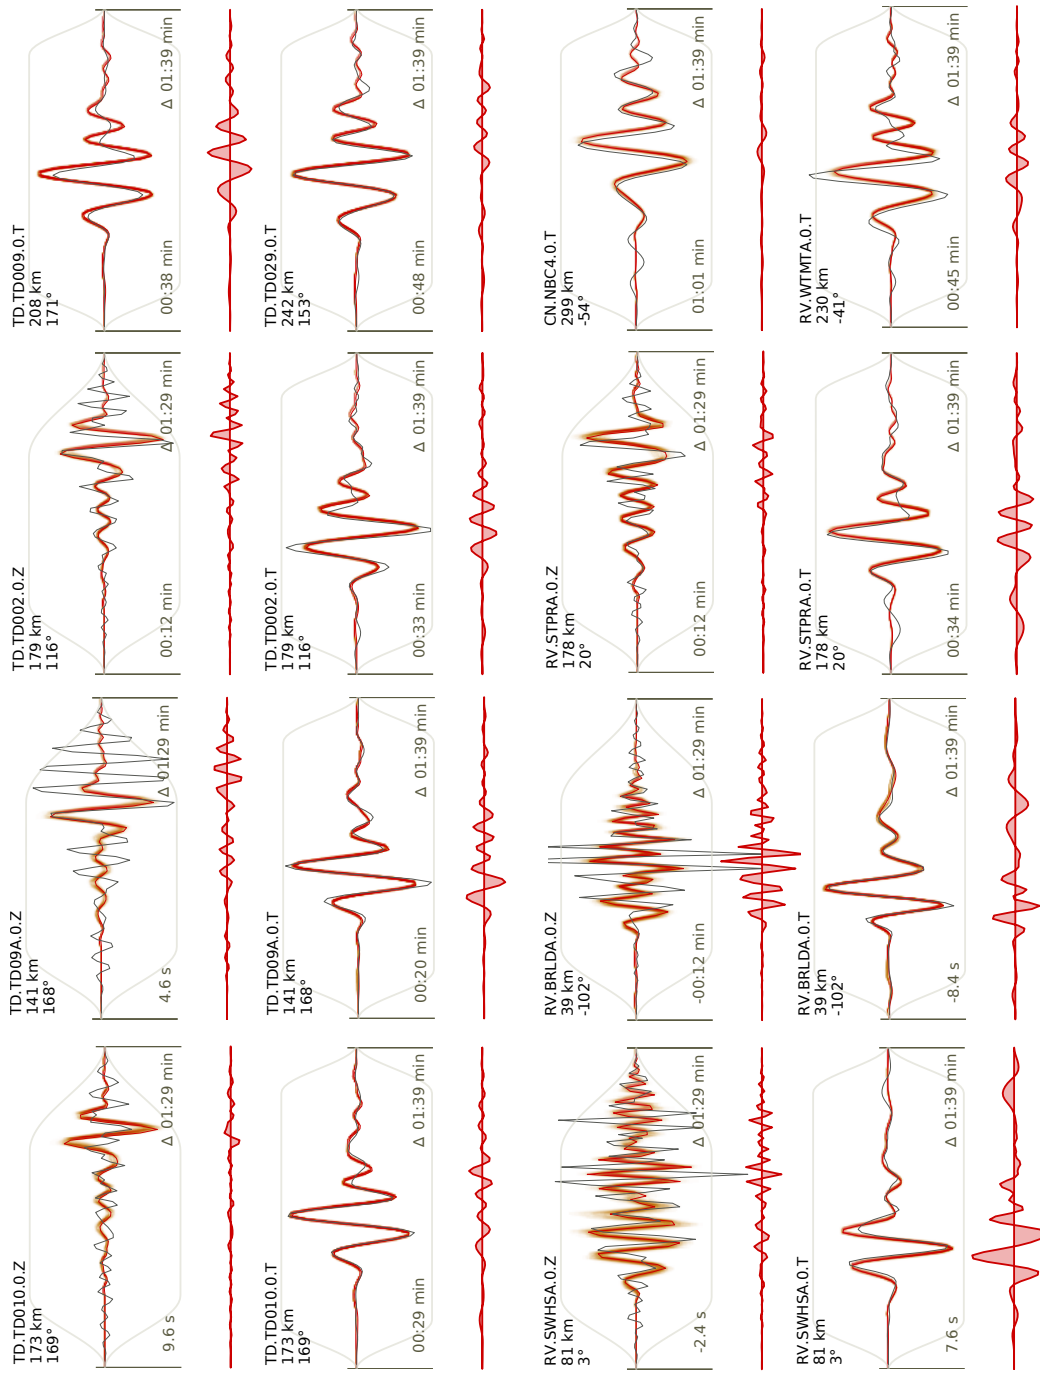 TD.TD010.0.Z
173 km
169°
9.6 s
Δ 01:29 min
TD.TD09A.0.Z
141 km
168°
4.6 s
Δ 01:29 min
TD.TD002.0.Z
179 km
116°
00:12 min
Δ 01:29 min
TD.TD009.0.T
208 km
171°
00:38 min
Δ 01:39 min
TD.TD010.0.T
173 km
169°
00:29 min
Δ 01:39 min
TD.TD09A.0.T
141 km
168°
00:20 min
Δ 01:39 min
TD.TD002.0.T
179 km
116°
00:33 min
Δ 01:39 min
TD.TD029.0.T
242 km
153°
00:48 min
Δ 01:39 min
RV.SWHSA.0.Z
81 km
3°
-2.4 s
Δ 01:29 min
RV.BRLDA.0.Z
39 km
-102°
-00:12 min
Δ 01:29 min
RV.STPRA.0.Z
178 km
20°
00:12 min
Δ 01:29 min
CN.NBC4.0.T
299 km
-54°
01:01 min
Δ 01:39 min
RV.SWHSA.0.T
81 km
3°
7.6 s
Δ 01:39 min
RV.BRLDA.0.T
39 km
-102°
-8.4 s
Δ 01:39 min
RV.STPRA.0.T
178 km
20°
00:34 min
Δ 01:39 min
RV.WTMTA.0.T
230 km
-41°
00:45 min
Δ 01:39 min